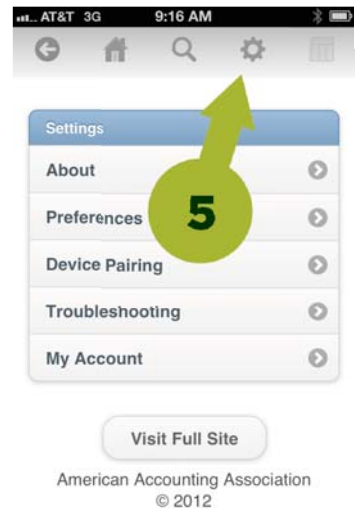 AT&T 3G 9:16 AM
Settings
About
Preferences
5
Device Pairing
Troubleshooting
My Account
Visit Full Site
American Accounting Association
© 2012